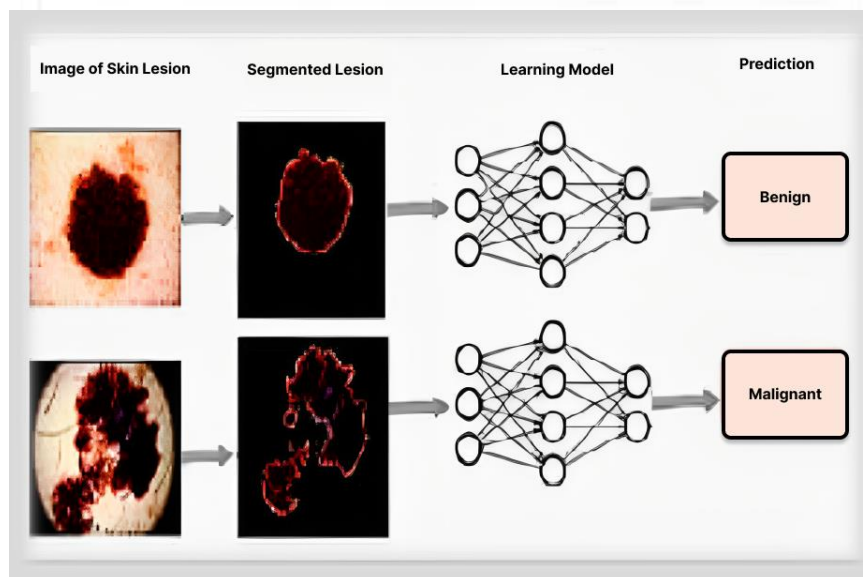 Image of Skin Lesion
Segmented Lesion
Learning Model
Prediction
Benign
Malignant